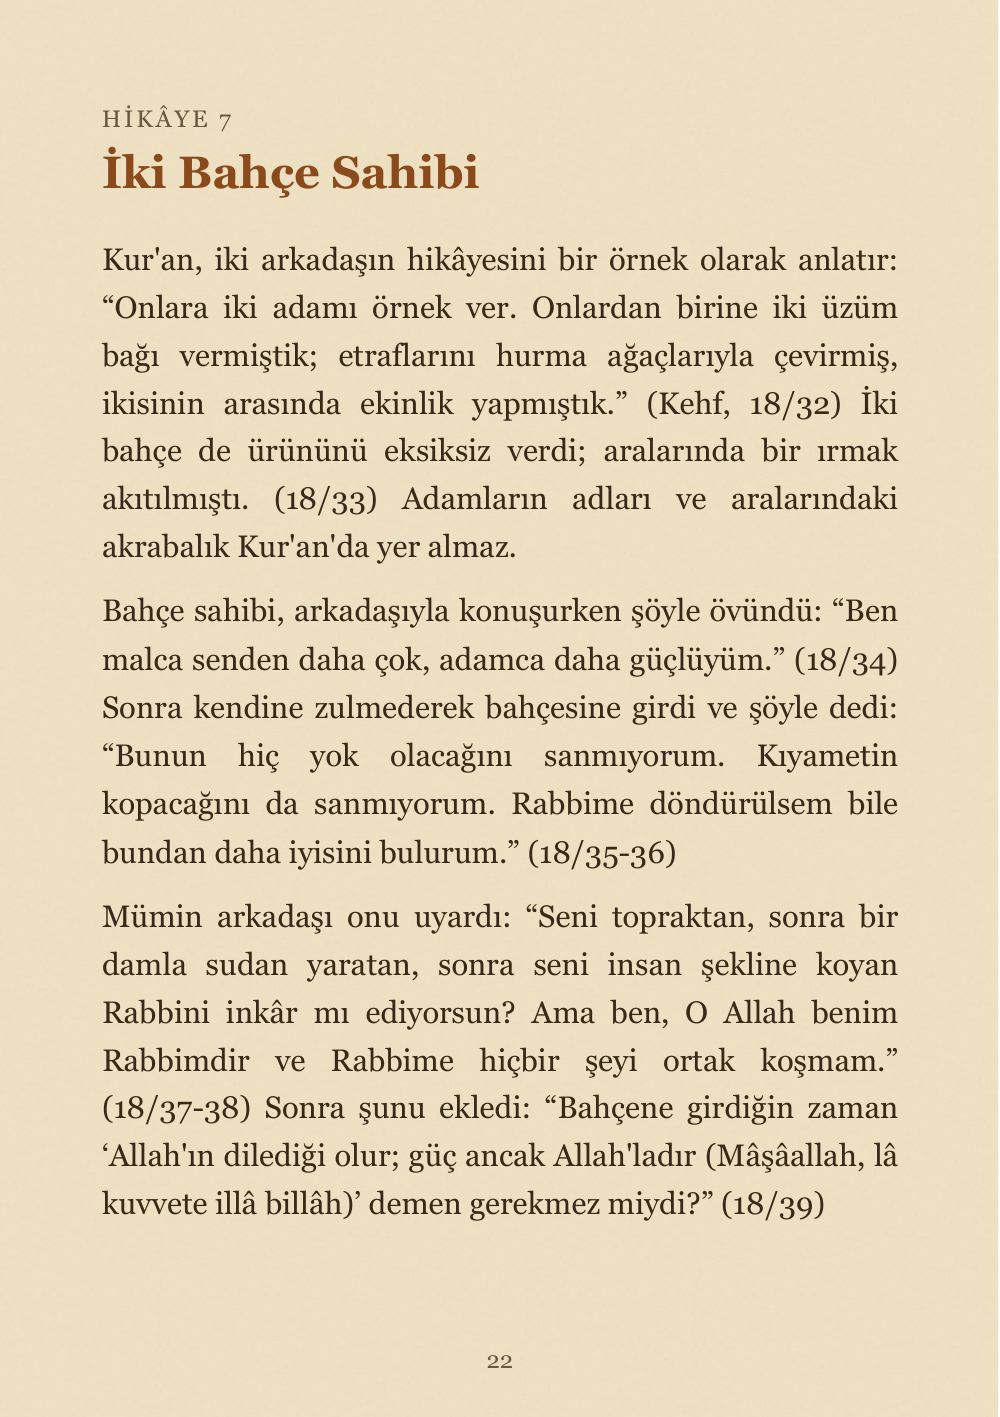 HİKÂYE 7
İki Bahçe Sahibi
Kur'an, iki arkadaşın hikâyesini bir örnek olarak anlatır:
“Onlara iki adamı örnek ver. Onlardan birine iki üzüm
bağı vermiştik; etraflarını hurma ağaçlarıyla çevirmiş,
ikisinin arasında ekinlik yapmıştık.” (Kehf, 18/32) İki
bahçe de ürününü eksiksiz verdi; aralarında bir ırmak
akıtılmıştı. (18/33) Adamların adları ve aralarındaki
akrabalık Kur'an'da yer almaz.
Bahçe sahibi, arkadaşıyla konuşurken şöyle övündü: “Ben
malca senden daha çok, adamca daha güçlüyüm.” (18/34)
Sonra kendine zulmederek bahçesine girdi ve şöyle dedi:
“Bunun hiç yok olacağını sanmıyorum. Kıyametin
kopacağını da sanmıyorum. Rabbime döndürülsem bile
bundan daha iyisini bulurum.” (18/35-36)
Mümin arkadaşı onu uyardı: “Seni topraktan, sonra bir
damla sudan yaratan, sonra seni insan şekline koyan
Rabbini inkâr mı ediyorsun? Ama ben, O Allah benim
Rabbimdir ve Rabbime hiçbir şeyi ortak koşmam.”
(18/37-38) Sonra şunu ekledi: “Bahçene girdiğin zaman
‘Allah'ın dilediği olur; güç ancak Allah'ladır (Mâşâallah, lâ
kuvvete illâ billâh)’ demen gerekmez miydi?” (18/39)
22